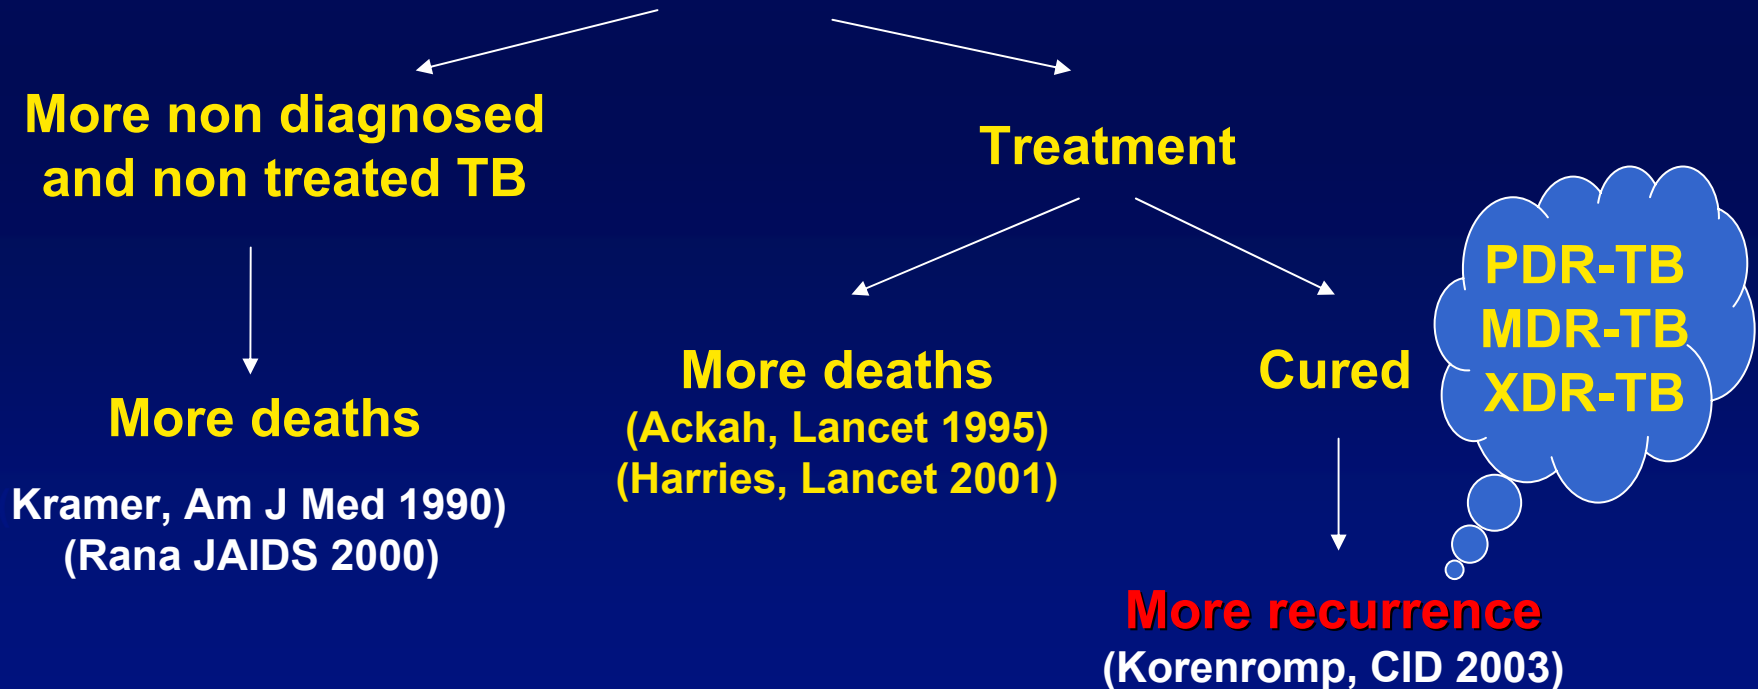 More non diagnosed
and non treated TB
Treatment
PDR-TB
MDR-TB
XDR-TB
More deaths
Kramer, Am J Med 1990)
(Rana JAIDS 2000)
More deaths
(Ackah, Lancet 1995)
(Harries, Lancet 2001)
Cured
More recurrence
(Korenromp, CID 2003)